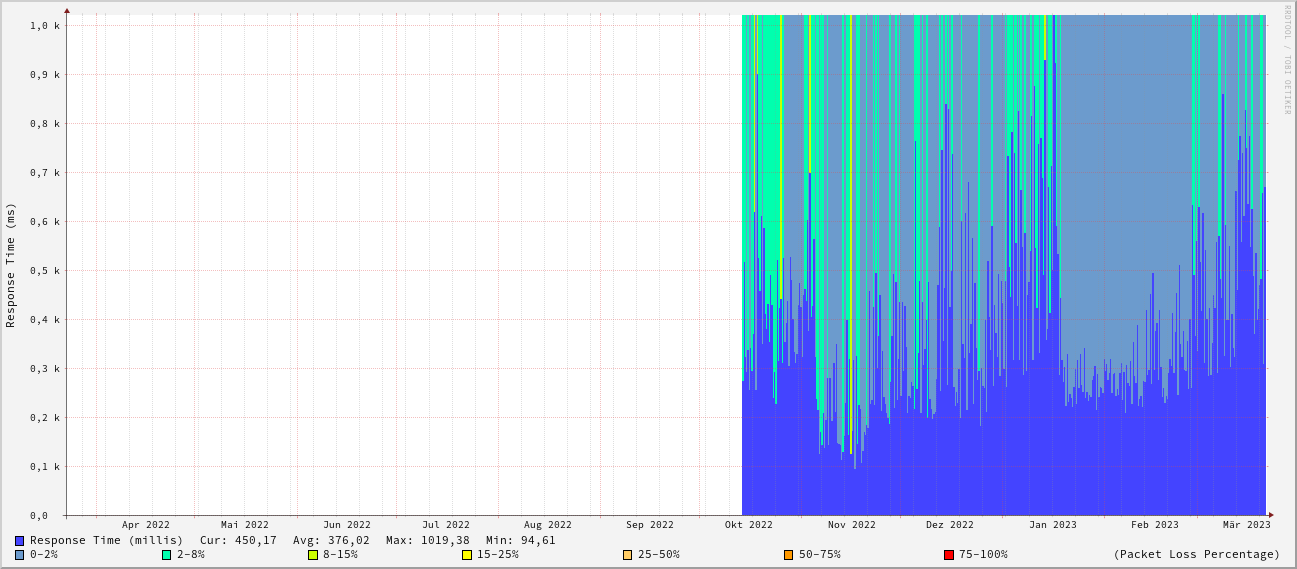 RRDTOOL / TOBI OETIKER
Response Time (ms)
1,0 k
0,9 k
0,8 k
0,7 k
0,6 k
0,5 k
0,4 k
0,3 k
0,2 k
0,1 k
0,0
Apr 2022 Mai 2022 Jun 2022 Jul 2022 Aug 2022 Sep 2022 Okt 2022 Nov 2022 Dez 2022 Jan 2023 Feb 2023 Mär 2023
Response Time (millis) Cur: 450,17 Avg: 376,02 Max: 1019,38 Min: 94,61
0-2% 2-8% 8-15% 15-25% 25-50% 50-75% 75-100% (Packet Loss Percentage)